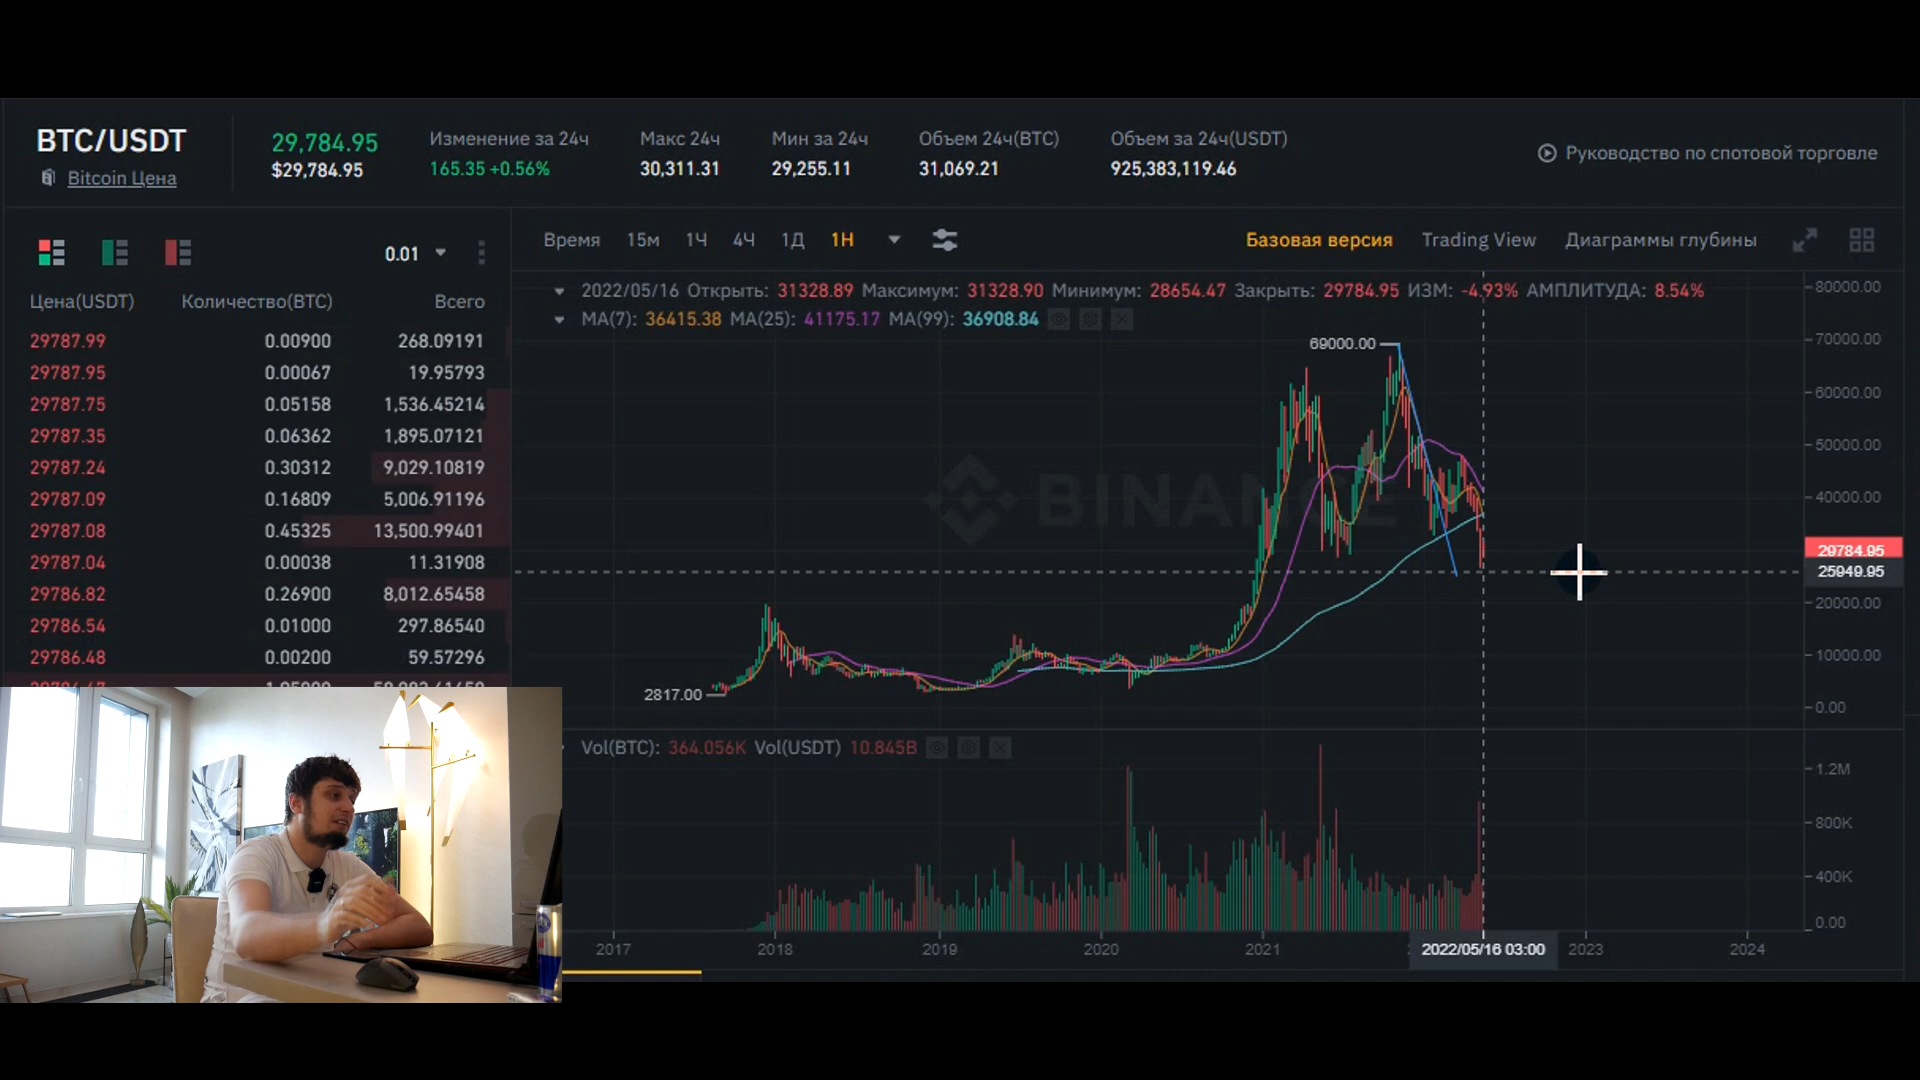 BTC/USDT
Bitcoin Цена
29,784.95
$29,784.95
Изменение за 24ч
165.35 +0.56%
Макс 24ч
30,311.31
Мин за 24ч
29,255.11
Объем 24ч(BTC)
31,069.21
Объем за 24ч(USDT)
925,383,119.46
Руководство по спотовой торговле
0.01
Время 15м 1Ч 4Ч 1Д 1Н
Базовая версия Trading View Диаграммы глубины
Цена(USDT) Количество(BTC) Всего
29787.99 0.00900 268.09191
29787.95 0.00067 19.95793
29787.75 0.05158 1,536.45214
29787.35 0.06362 1,895.07121
29787.24 0.30312 9,029.10819
29787.09 0.16809 5,006.91196
29787.08 0.45325 13,500.99401
29787.04 0.00038 11.31908
29786.82 0.26900 8,012.65458
29786.54 0.01000 297.86540
29786.48 0.00200 59.57296
2022/05/16 Открыть: 31328.89 Максимум: 31328.90 Минимум: 28654.47 Закрыть: 29784.95 ИЗМ: -4.93% АМПЛИТУДА: 8.54%
MA(7): 36415.38 MA(25): 41175.17 MA(99): 36908.84
69000.00
BINANCE
2817.00
80000.00
70000.00
60000.00
50000.00
40000.00
29784.95
25949.95
20000.00
10000.00
0.00
Vol(BTC): 364.056K Vol(USDT) 10.845B
1.2M
800K
400K
0.00
2017 2018 2019 2020 2021 2022/05/16 03:00 2023 2024